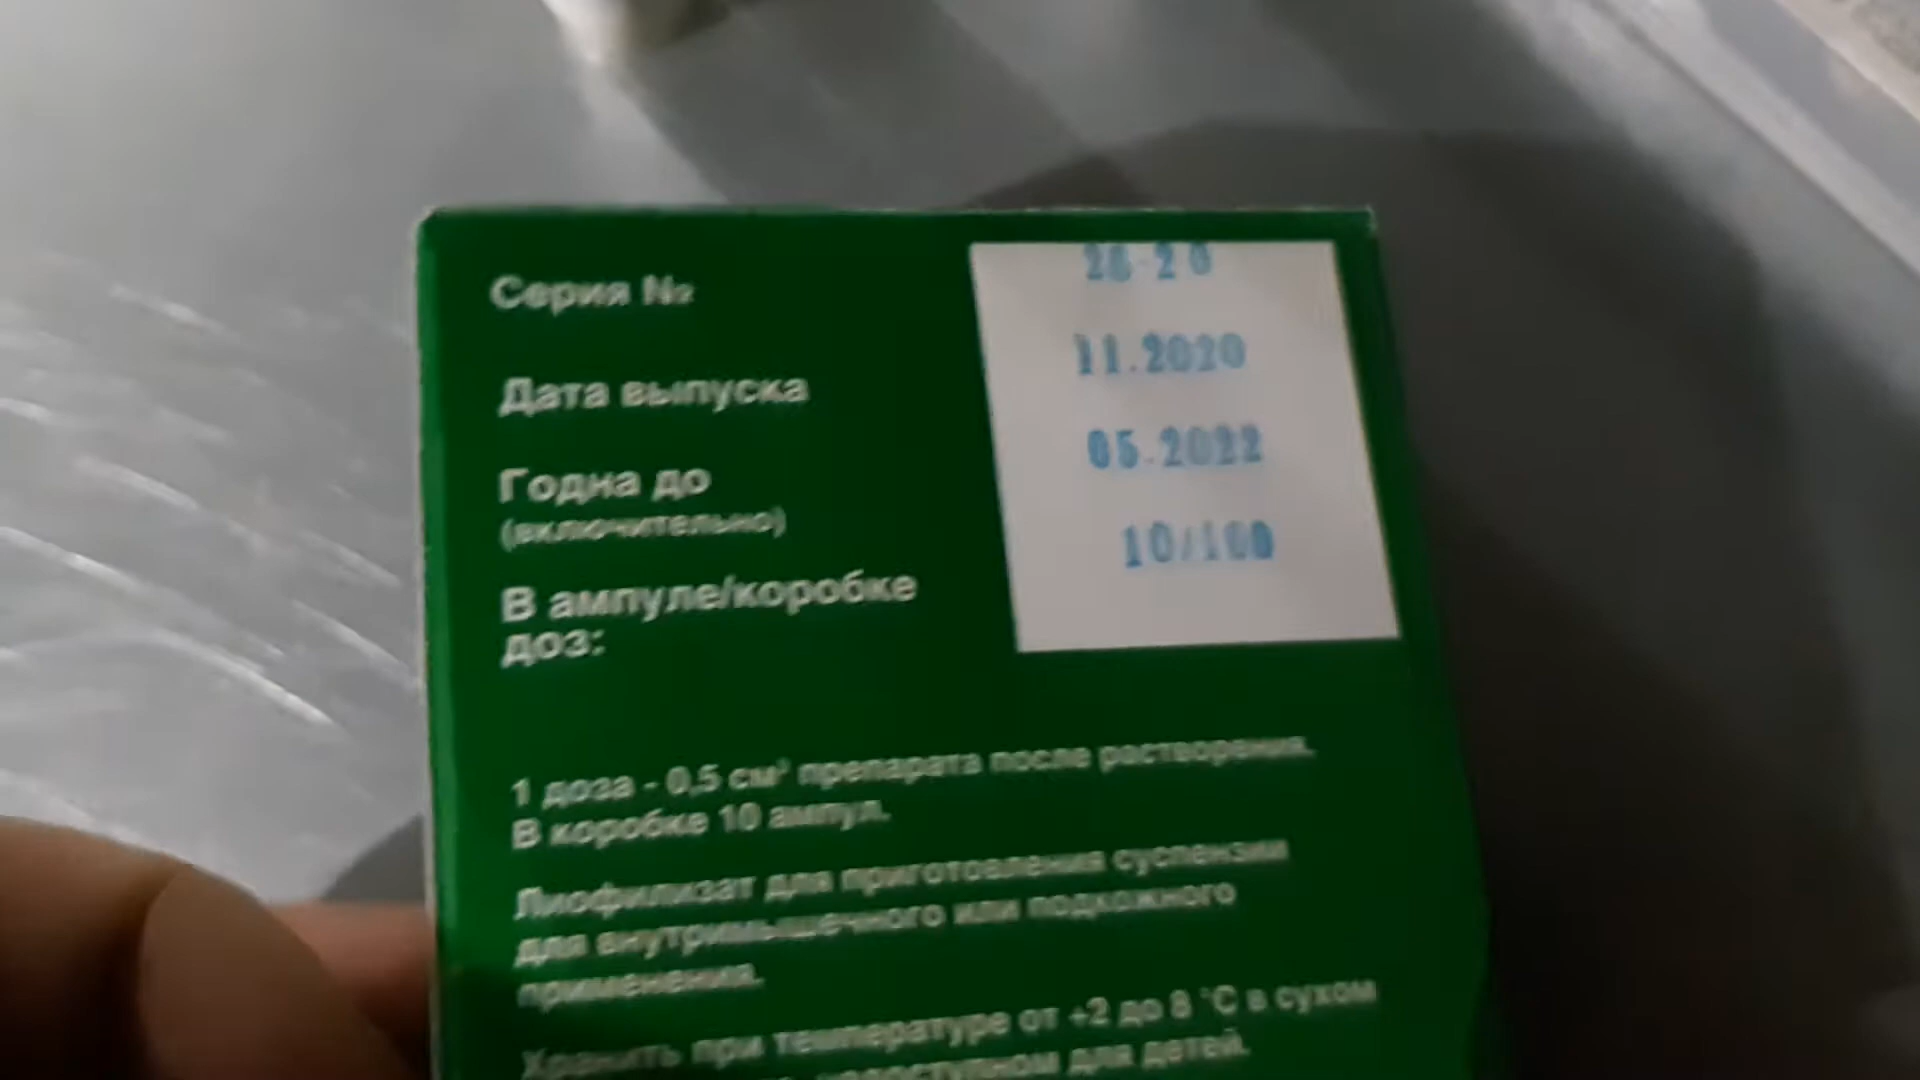 Серия № 26-20
Дата выпуска 11.2020
Годна до 05.2022
(включительно)
В ампуле/коробке 10/100
доз:
1 доза - 0,5 см³ препарата после растворения.
В коробке 10 ампул.
Лиофилизат для приготовления суспензии
для внутримышечного или подкожного
применения.
Хранить при температуре от +2 до 8 °С в сухом
недоступном для детей.